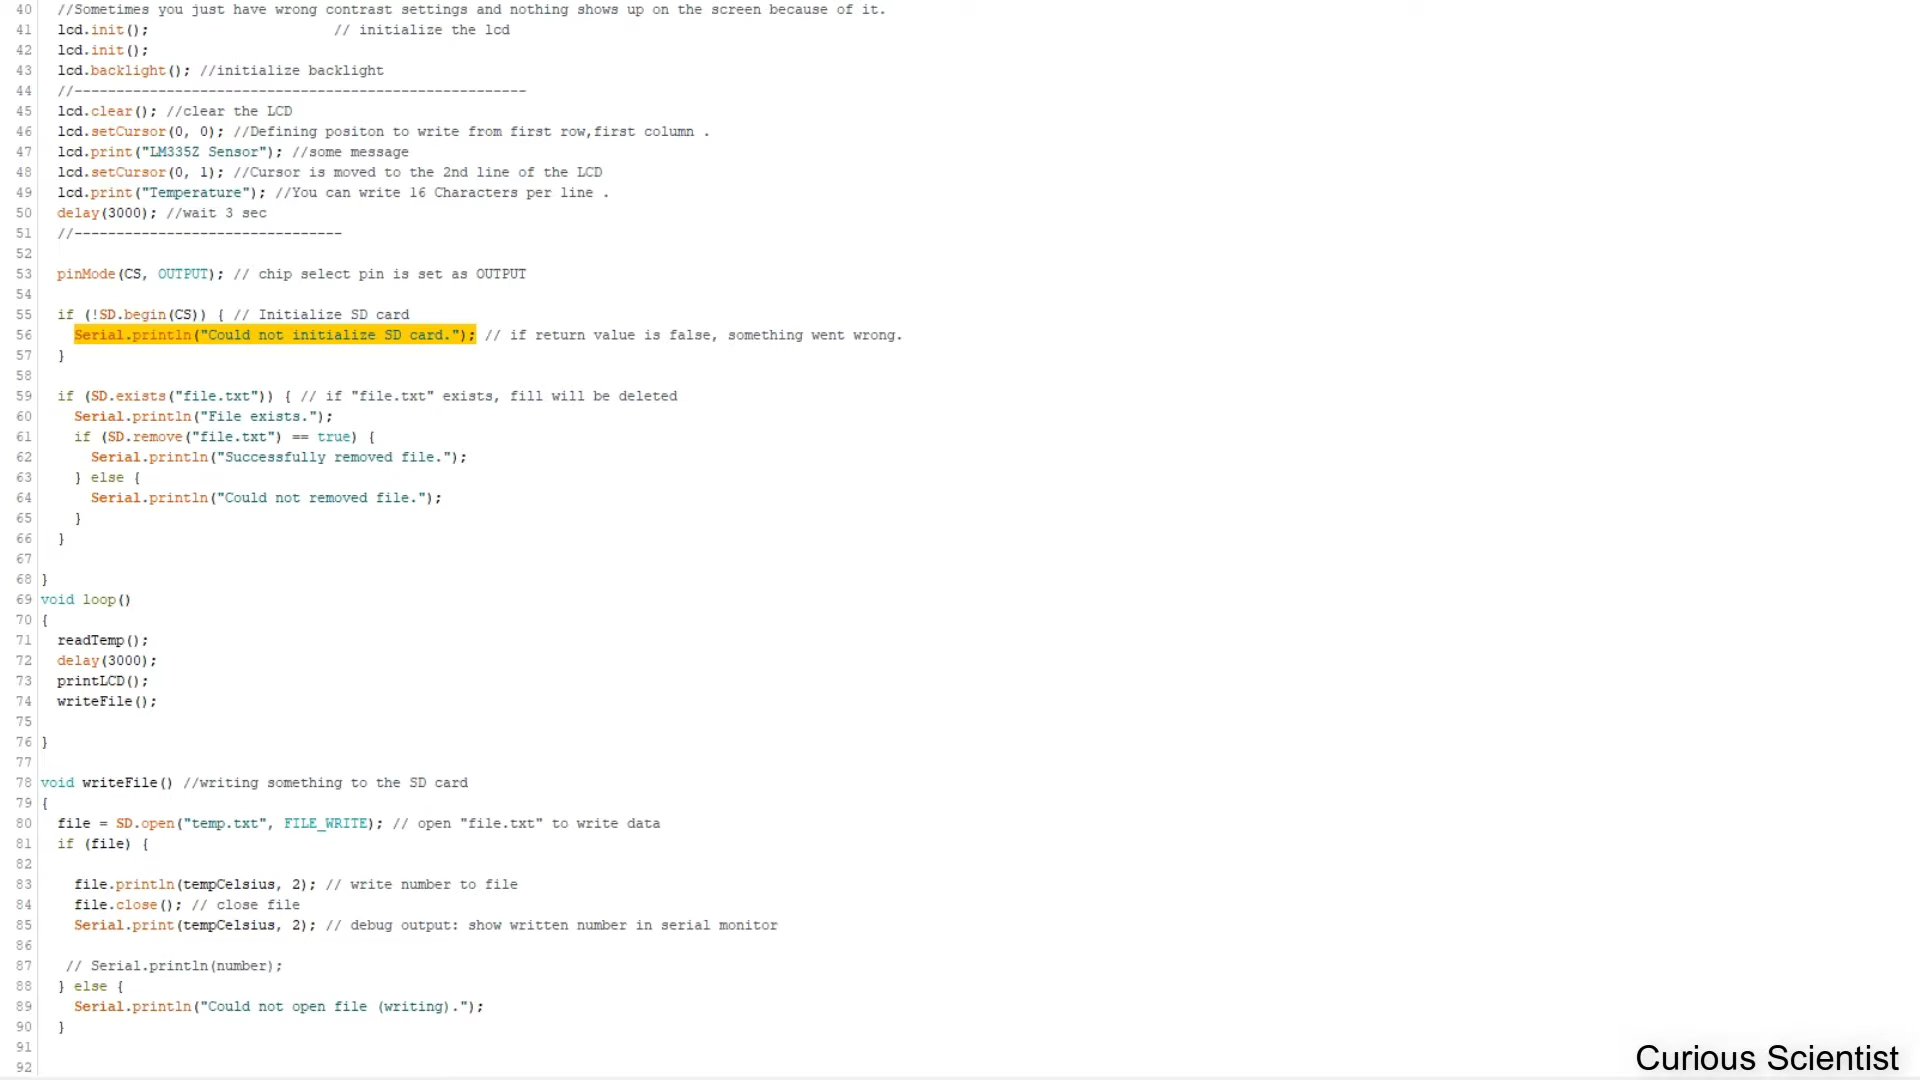 40 //Sometimes you just have wrong contrast settings and nothing shows up on the screen because of it.
41 lcd.init(); // initialize the lcd
42 lcd.init();
43 lcd.backlight(); //initialize backlight
44 //------------------------------------------------------
45 lcd.clear(); //clear the LCD
46 lcd.setCursor(0, 0); //Defining positon to write from first row,first column .
47 lcd.print("LM335Z Sensor"); //some message
48 lcd.setCursor(0, 1); //Cursor is moved to the 2nd line of the LCD
49 lcd.print("Temperature"); //You can write 16 Characters per line .
50 delay(3000); //wait 3 sec
51 //--------------------------------
52
53 pinMode(CS, OUTPUT); // chip select pin is set as OUTPUT
54
55 if (!SD.begin(CS)) { // Initialize SD card
56 Serial.println("Could not initialize SD card."); // if return value is false, something went wrong.
57 }
58
59 if (SD.exists("file.txt")) { // if "file.txt" exists, fill will be deleted
60 Serial.println("File exists.");
61 if (SD.remove("file.txt") == true) {
62 Serial.println("Successfully removed file.");
63 } else {
64 Serial.println("Could not removed file.");
65 }
66 }
67
68 }
69 void loop()
70 {
71 readTemp();
72 delay(3000);
73 printLCD();
74 writeFile();
75
76 }
77
78 void writeFile() //writing something to the SD card
79 {
80 file = SD.open("temp.txt", FILE_WRITE); // open "file.txt" to write data
81 if (file) {
82
83 file.println(tempCelsius, 2); // write number to file
84 file.close(); // close file
85 Serial.print(tempCelsius, 2); // debug output: show written number in serial monitor
86
87 // Serial.println(number);
88 } else {
89 Serial.println("Could not open file (writing).");
90 }
91
92
Curious Scientist